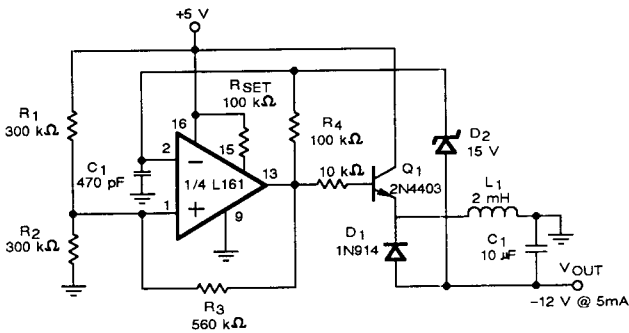 +5 V
R1
300 kΩ
16
RSET
100 kΩ
R4
100 kΩ
D2
15 V
2
15
13
10 kΩ
Q1
2N4403
C1
470 pF
−
1/4 L161
+
1
9
L1
2 mH
R2
300 kΩ
D1
1N914
C1
10 µF
VOUT
−12 V @ 5mA
R3
560 kΩ